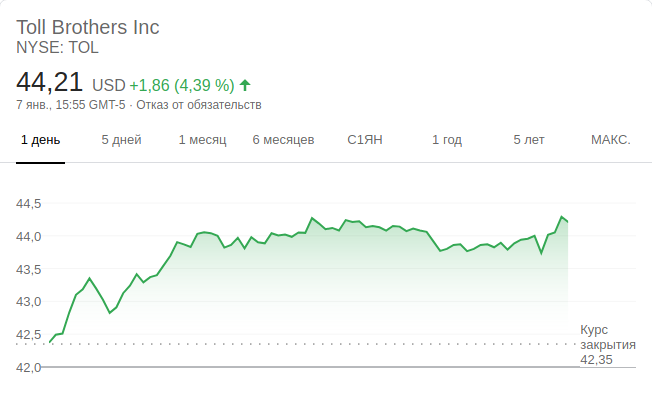 Toll Brothers Inc
NYSE: TOL
44,21 USD +1,86 (4,39 %)
7 янв., 15:55 GMT-5 · Отказ от обязательств
1 день 5 дней 1 месяц 6 месяцев С1ЯН 1 год 5 лет МАКС.
44,5
44,0
43,5
43,0
42,5
Курс
закрытия
42,35
42,0